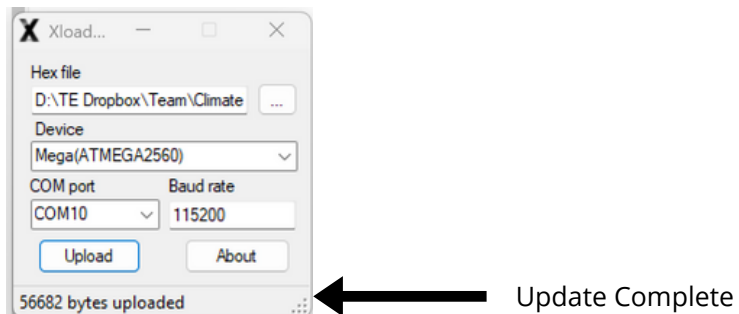 X Xload...
Hex file
D:\TE Dropbox\Team\Climate ...
Device
Mega(ATMEGA2560)
COM port Baud rate
COM10 115200
Upload About
56682 bytes uploaded Update Complete